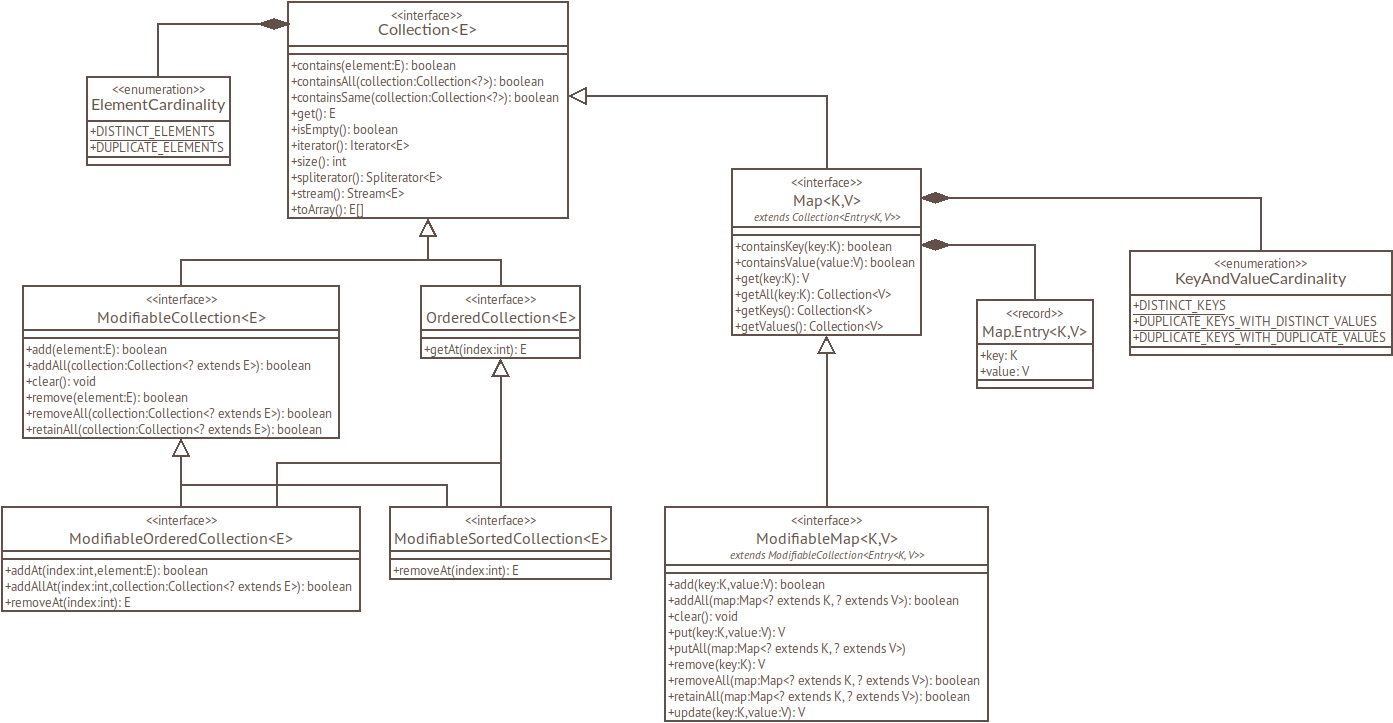 <<interface>>
Collection<E>
+contains(element:E): boolean
+containsAll(collection:Collection<?>): boolean
+containsSame(collection:Collection<?>): boolean
+get(): E
+isEmpty(): boolean
+iterator(): Iterator<E>
+size(): int
+spliterator(): Spliterator<E>
+stream(): Stream<E>
+toArray(): E[]
<<enumeration>>
ElementCardinality
+DISTINCT_ELEMENTS
+DUPLICATE_ELEMENTS
<<interface>>
Map<K,V>
extends Collection<Entry<K,V>>
+containsKey(key:K): boolean
+containsValue(value:V): boolean
+get(key:K): V
+getAll(key:K): Collection<V>
+getKeys(): Collection<K>
+getValues(): Collection<V>
<<enumeration>>
KeyAndValueCardinality
+DISTINCT_KEYS
+DUPLICATE_KEYS_WITH_DISTINCT_VALUES
+DUPLICATE_KEYS_WITH_DUPLICATE_VALUES
<<record>>
Map.Entry<K,V>
+key: K
+value: V
<<interface>>
ModifiableCollection<E>
+add(element:E): boolean
+addAll(collection:Collection<? extends E>): boolean
+clear(): void
+remove(element:E): boolean
+removeAll(collection:Collection<? extends E>): boolean
+retainAll(collection:Collection<? extends E>): boolean
<<interface>>
OrderedCollection<E>
+getAt(index:int): E
<<interface>>
ModifiableOrderedCollection<E>
+addAt(index:int,element:E): boolean
+addAllAt(index:int,collection:Collection<? extends E>): boolean
+removeAt(index:int): E
<<interface>>
ModifiableSortedCollection<E>
+removeAt(index:int): E
<<interface>>
ModifiableMap<K,V>
extends ModifiableCollection<Entry<K,V>>
+add(key:K,value:V): boolean
+addAll(map:Map<? extends K, ? extends V>): boolean
+clear(): void
+put(key:K,value:V): V
+putAll(map:Map<? extends K, ? extends V>)
+remove(key:K): V
+removeAll(map:Map<? extends K, ? extends V>): boolean
+retainAll(map:Map<? extends K, ? extends V>): boolean
+update(key:K,value:V): V